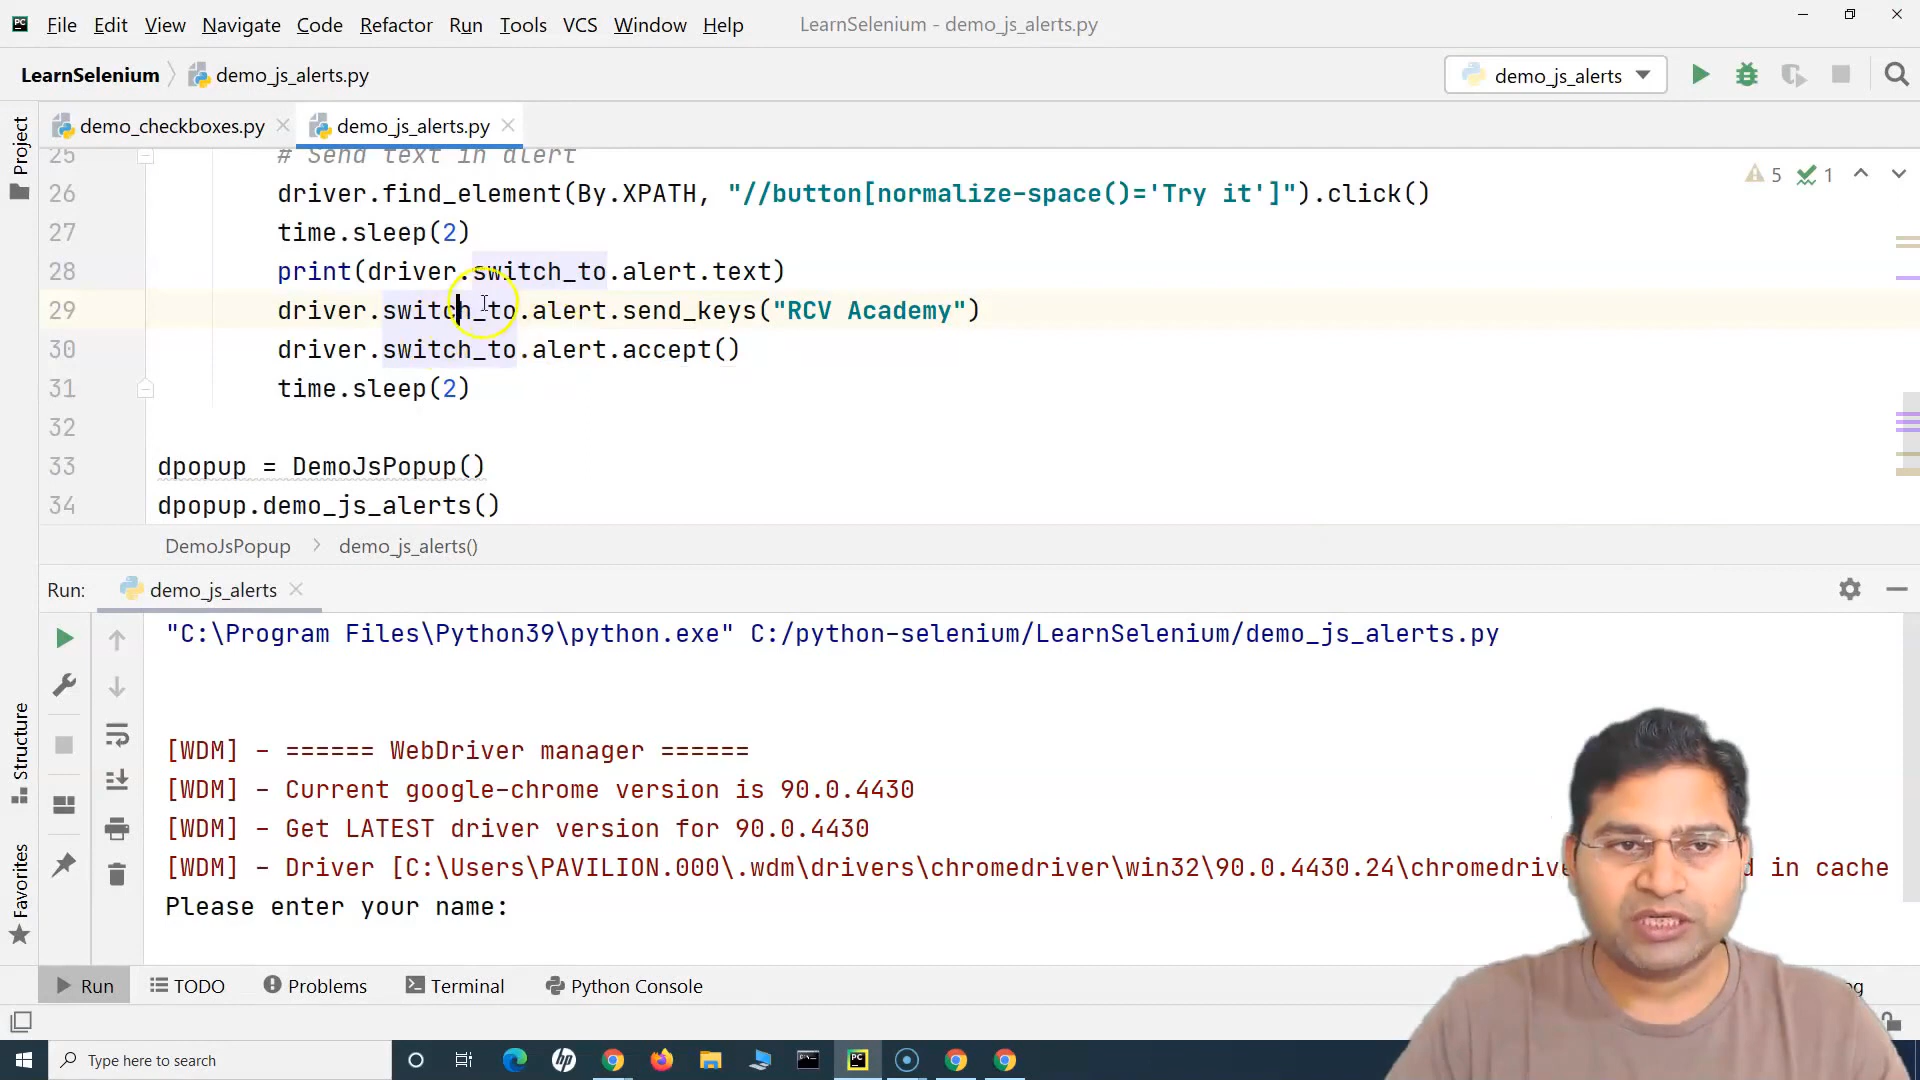 File Edit View Navigate Code Refactor Run Tools VCS Window Help LearnSelenium - demo_js_alerts.py
LearnSelenium demo_js_alerts.py demo_js_alerts
demo_checkboxes.py demo_js_alerts.py
Project
25 # Send text in alert
5 1
26 driver.find_element(By.XPATH, "//button[normalize-space()='Try it']").click()
27 time.sleep(2)
28 print(driver.switch_to.alert.text)
29 driver.switch_to.alert.send_keys("RCV Academy")
30 driver.switch_to.alert.accept()
31 time.sleep(2)
32
33 dpopup = DemoJsPopup()
34 dpopup.demo_js_alerts()
DemoJsPopup demo_js_alerts()
Run: demo_js_alerts
"C:\Program Files\Python39\python.exe" C:/python-selenium/LearnSelenium/demo_js_alerts.py
[WDM] - ====== WebDriver manager ======
[WDM] - Current google-chrome version is 90.0.4430
[WDM] - Get LATEST driver version for 90.0.4430
[WDM] - Driver [C:\Users\PAVILION.000\.wdm\drivers\chromedriver\win32\90.0.4430.24\chromedrive in cache
Please enter your name:
Structure
Favorites
Run TODO Problems Terminal Python Console
Type here to search